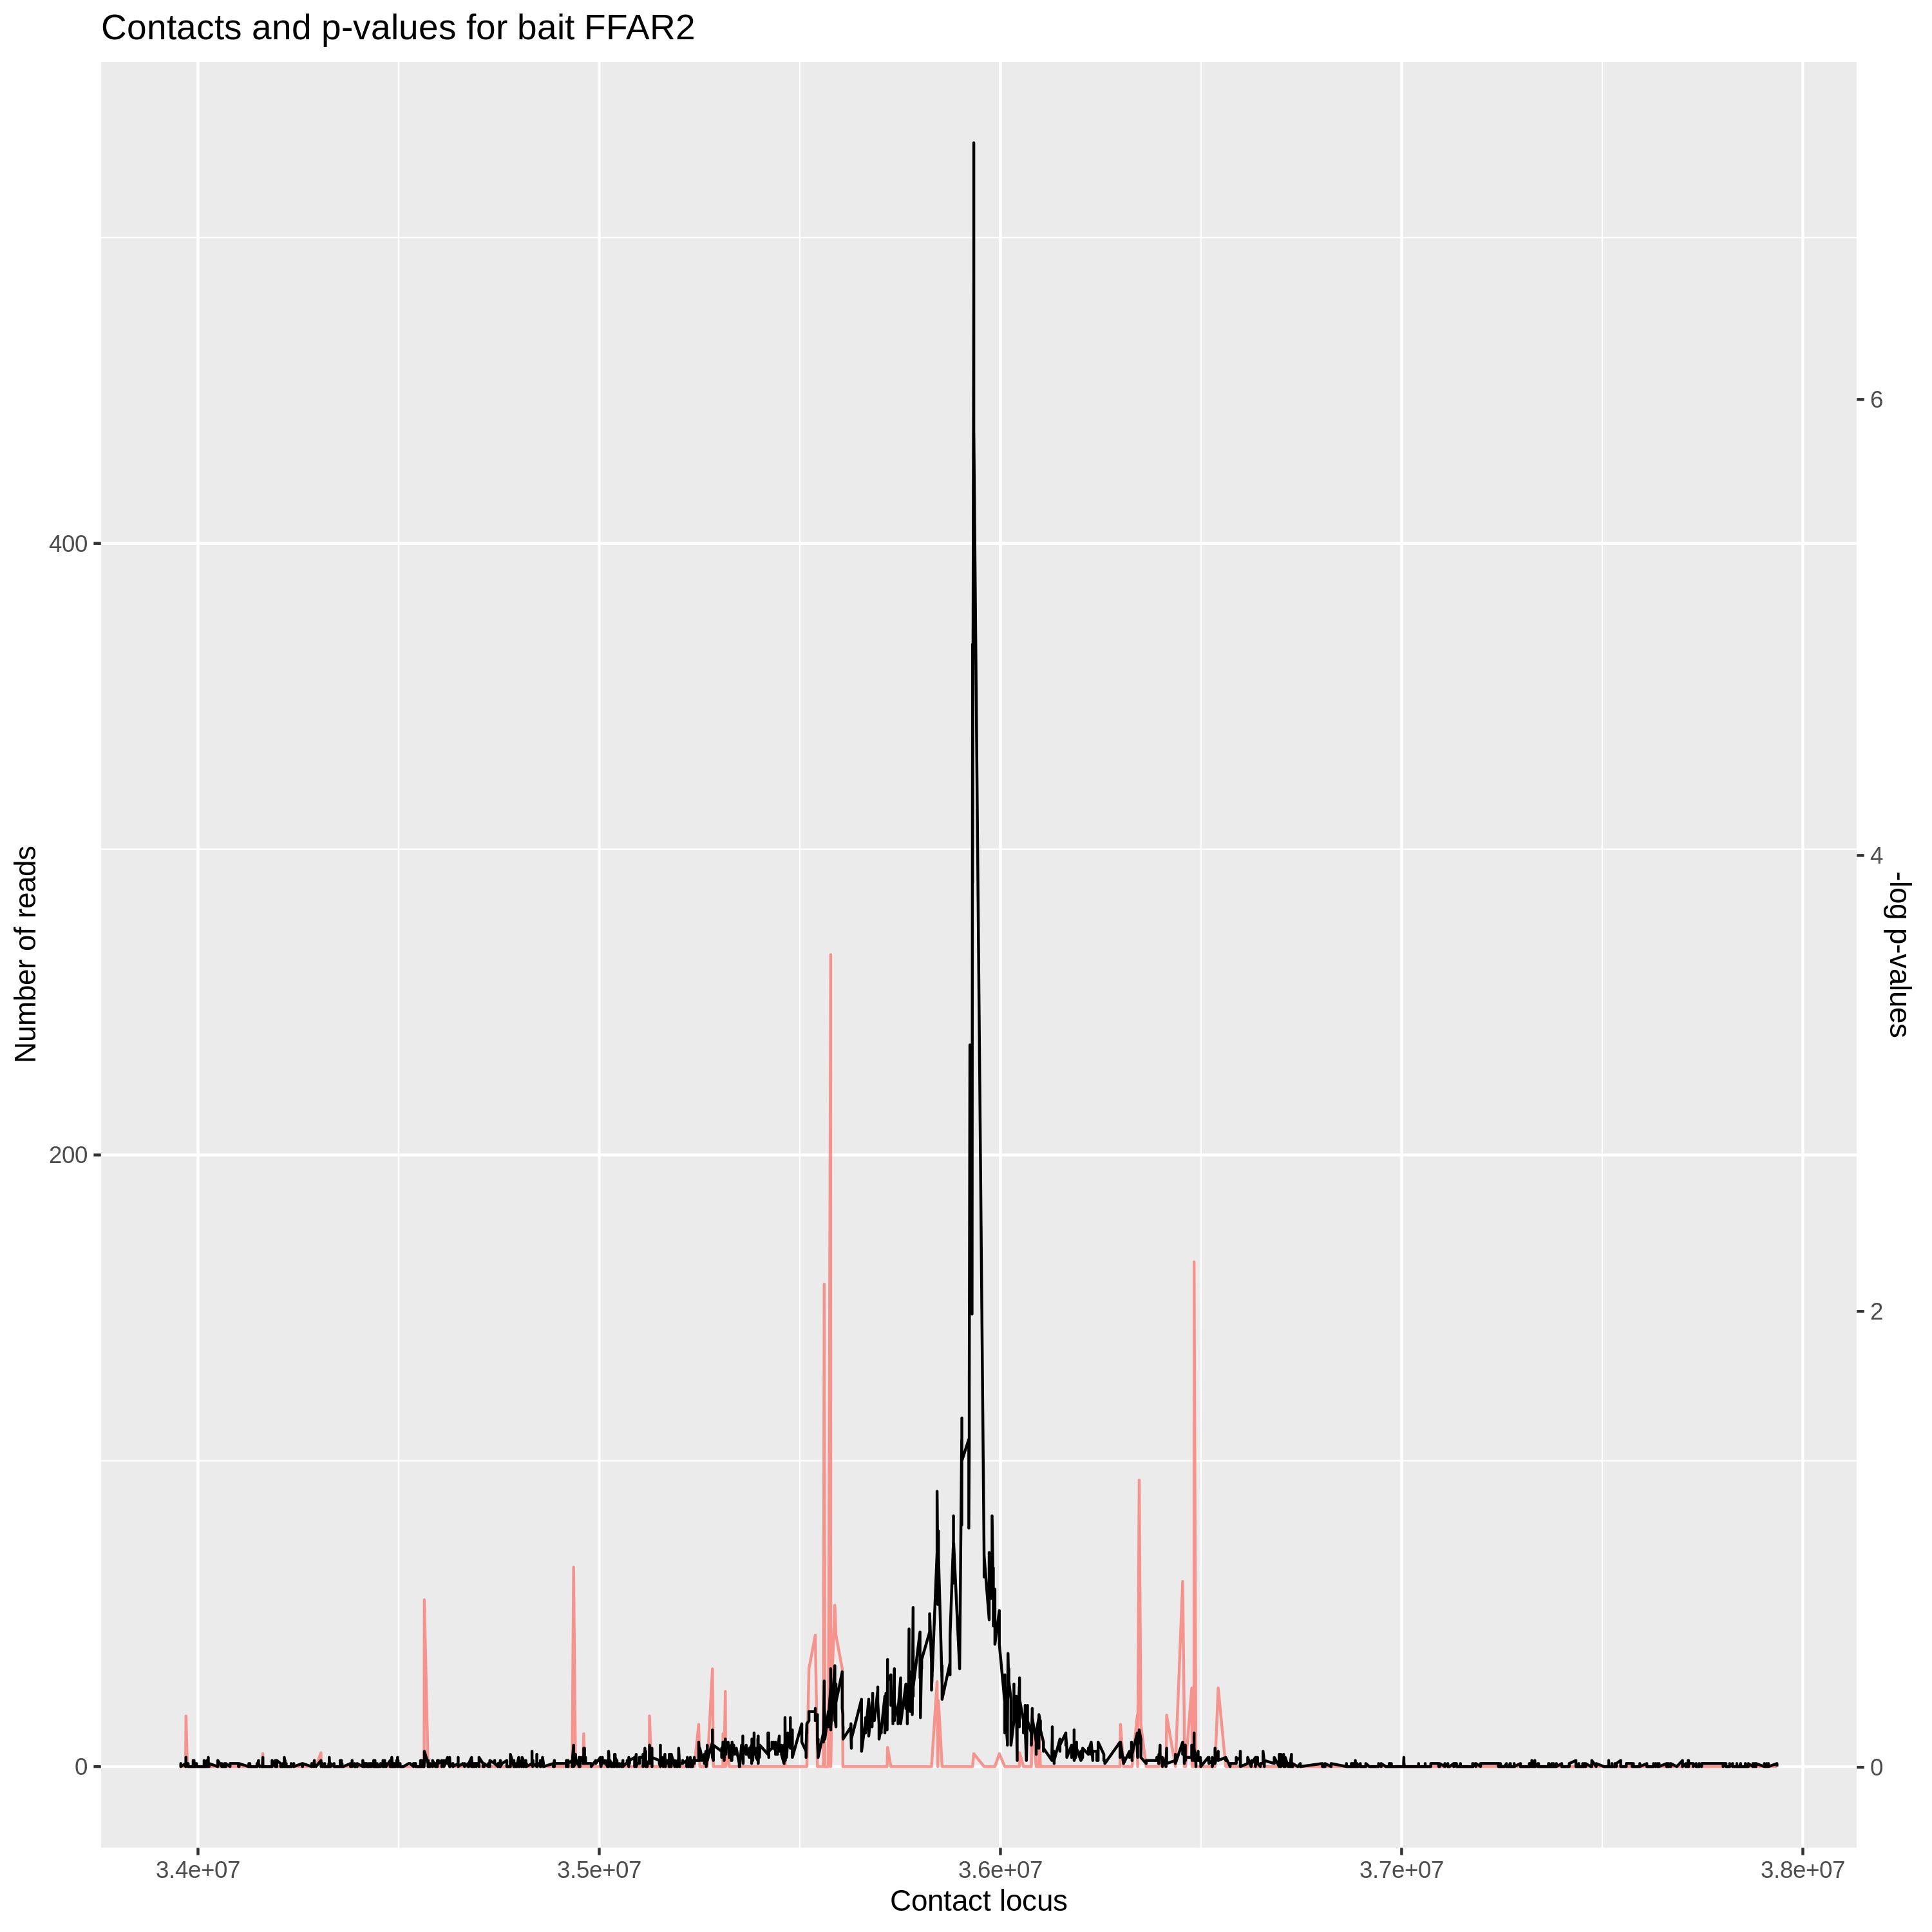 Contacts and p-values for bait FFAR2
Number of reads
400
200
0
6
4
2
0
-log p-values
3.4e+07 3.5e+07 3.6e+07 3.7e+07 3.8e+07
Contact locus